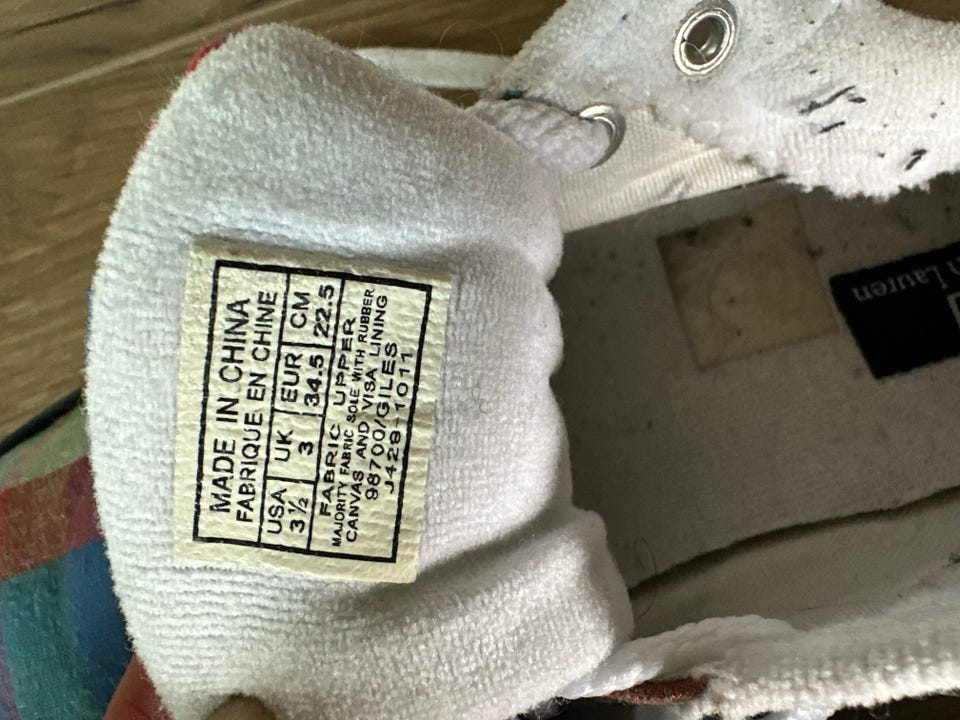 MADE IN CHINA
FABRIQUE EN CHINE
USA UK EUR CM
3½ 3 34.5 22.5
FABRIC UPPER
MAJORITY FABRIC SOLE WITH RUBBER
CANVAS AND VISA LINING
98700/GILES
J429-1011
Lauren